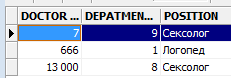 DOCTOR ... DEPATMEN... POSITION
7 9 Сексолог
666 1 Логопед
13 000 8 Сексолог